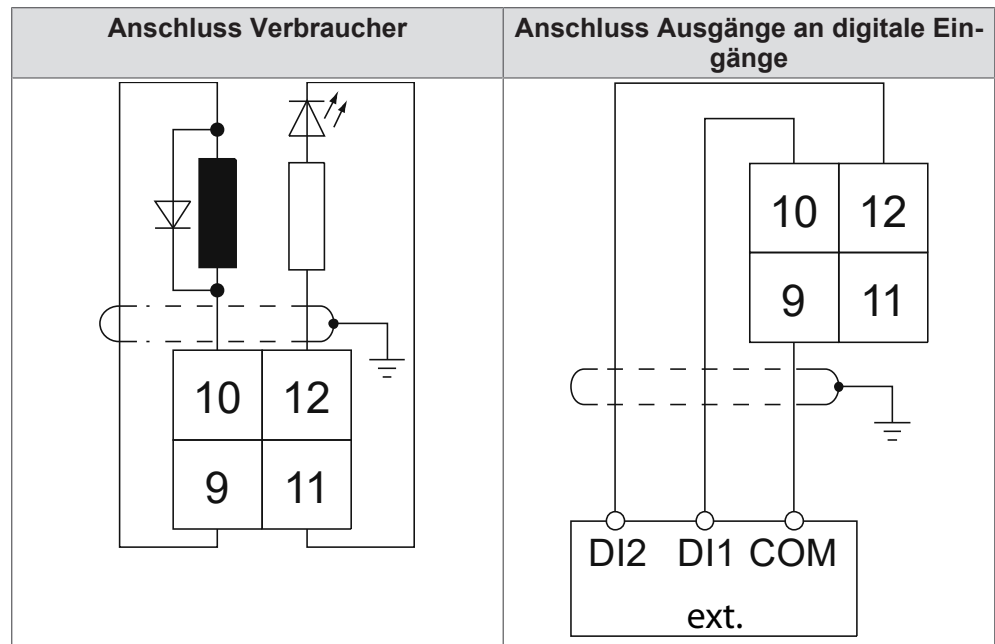 Anschluss Verbraucher
Anschluss Ausgänge an digitale Ein-
gänge
10 12
9 11
10 12
9 11
DI2 DI1 COM
ext.